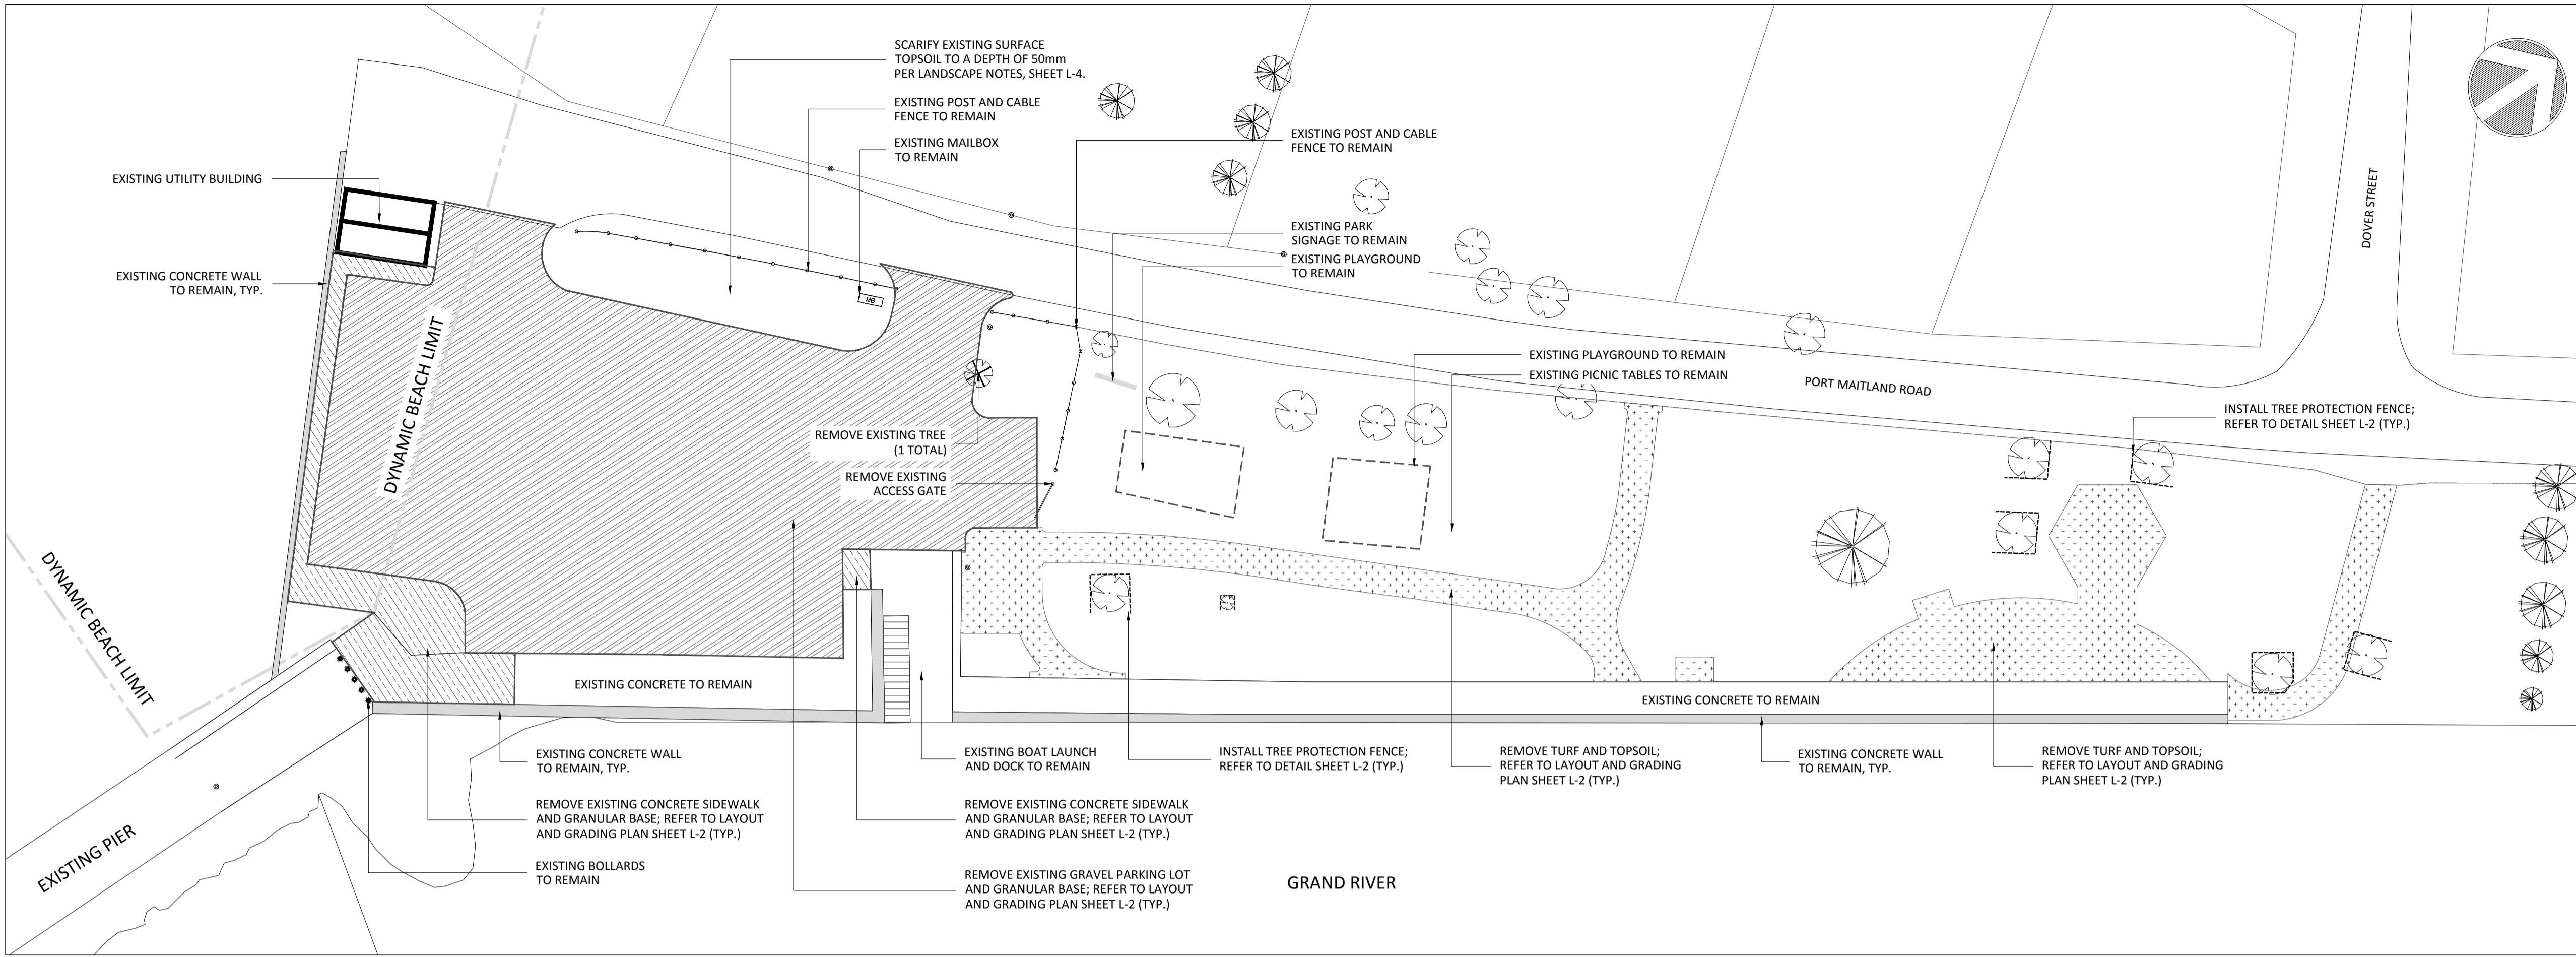 SCARIFY EXISTING SURFACE
TOPSOIL TO A DEPTH OF 50mm
PER LANDSCAPE NOTES, SHEET L-4.
EXISTING POST AND CABLE
FENCE TO REMAIN
EXISTING MAILBOX
TO REMAIN
EXISTING POST AND CABLE
FENCE TO REMAIN
EXISTING UTILITY BUILDING
EXISTING PARK
SIGNAGE TO REMAIN
EXISTING PLAYGROUND
TO REMAIN
DOVER STREET
EXISTING CONCRETE WALL
TO REMAIN, TYP.
MB
DYNAMIC BEACH LIMIT
EXISTING PLAYGROUND TO REMAIN
EXISTING PICNIC TABLES TO REMAIN
PORT MAITLAND ROAD
INSTALL TREE PROTECTION FENCE;
REFER TO DETAIL SHEET L-2 (TYP.)
REMOVE EXISTING TREE
(1 TOTAL)
REMOVE EXISTING
ACCESS GATE
DYNAMIC BEACH LIMIT
EXISTING CONCRETE TO REMAIN
EXISTING CONCRETE TO REMAIN
EXISTING CONCRETE WALL
TO REMAIN, TYP.
EXISTING BOAT LAUNCH
AND DOCK TO REMAIN
INSTALL TREE PROTECTION FENCE;
REFER TO DETAIL SHEET L-2 (TYP.)
REMOVE TURF AND TOPSOIL;
REFER TO LAYOUT AND GRADING
PLAN SHEET L-2 (TYP.)
EXISTING CONCRETE WALL
TO REMAIN, TYP.
REMOVE TURF AND TOPSOIL;
REFER TO LAYOUT AND GRADING
PLAN SHEET L-2 (TYP.)
REMOVE EXISTING CONCRETE SIDEWALK
AND GRANULAR BASE; REFER TO LAYOUT
AND GRADING PLAN SHEET L-2 (TYP.)
REMOVE EXISTING CONCRETE SIDEWALK
AND GRANULAR BASE; REFER TO LAYOUT
AND GRADING PLAN SHEET L-2 (TYP.)
EXISTING PIER
EXISTING BOLLARDS
TO REMAIN
REMOVE EXISTING GRAVEL PARKING LOT
AND GRANULAR BASE; REFER TO LAYOUT
AND GRADING PLAN SHEET L-2 (TYP.)
GRAND RIVER